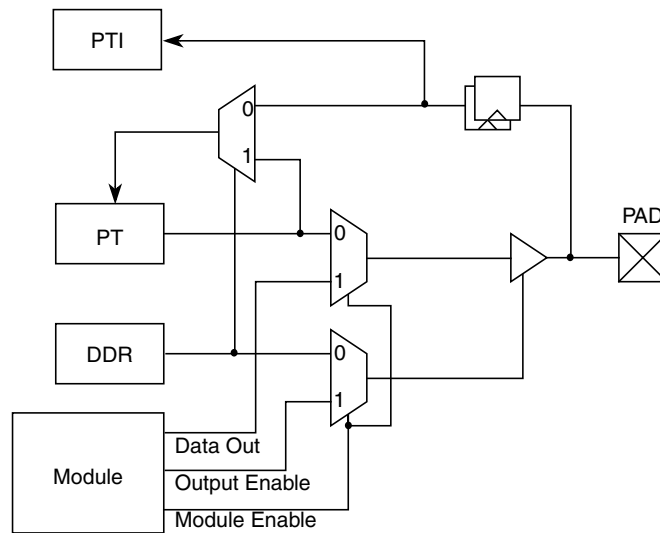 PTI
0
1
PT
PAD
0
1
DDR
0
1
Data Out
Module
Output Enable
Module Enable